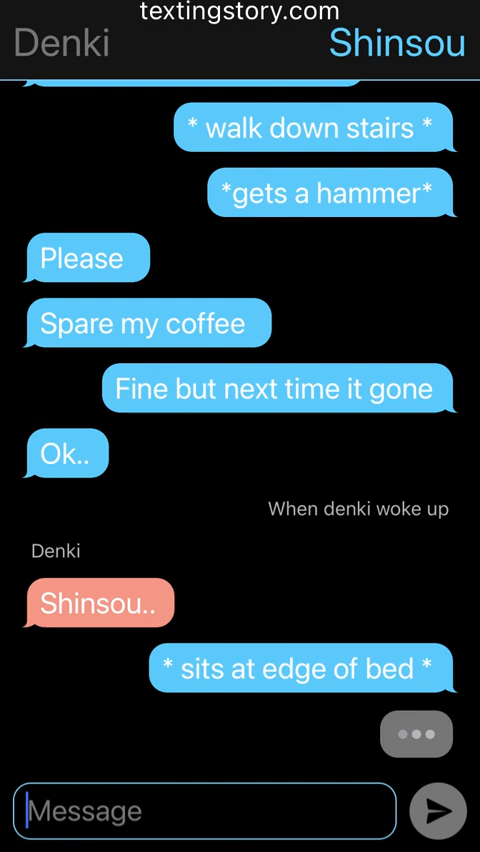 textingstory.com
Denki
Shinsou
* walk down stairs *
*gets a hammer*
Please
Spare my coffee
Fine but next time it gone
Ok..
When denki woke up
Denki
Shinsou..
* sits at edge of bed *
Message